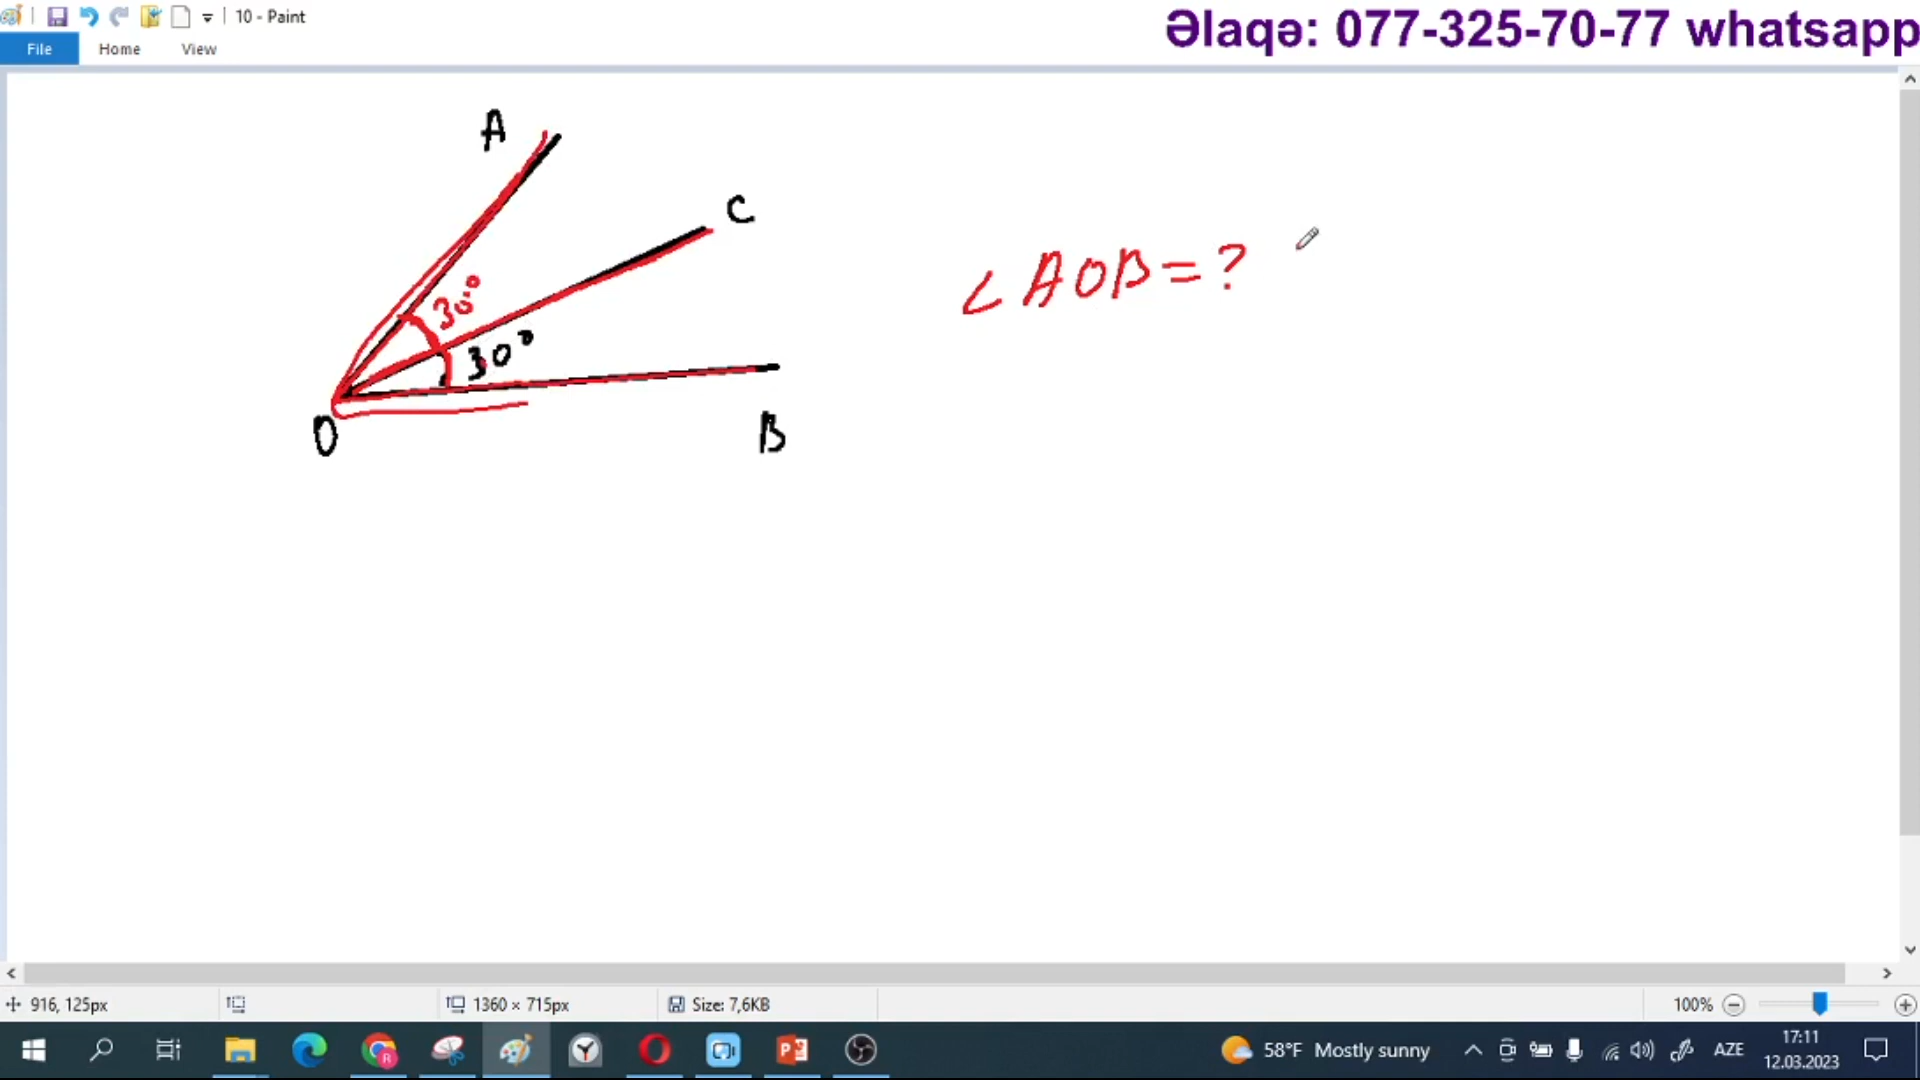 10 - Paint
Əlaqə: 077-325-70-77 whatsapp
File Home View
A
C
30°
30°
∠AOB=?
O
B
916, 125px
1360 × 715px
Size: 7,6KB
100%
58°F Mostly sunny
AZE
17:11
12.03.2023